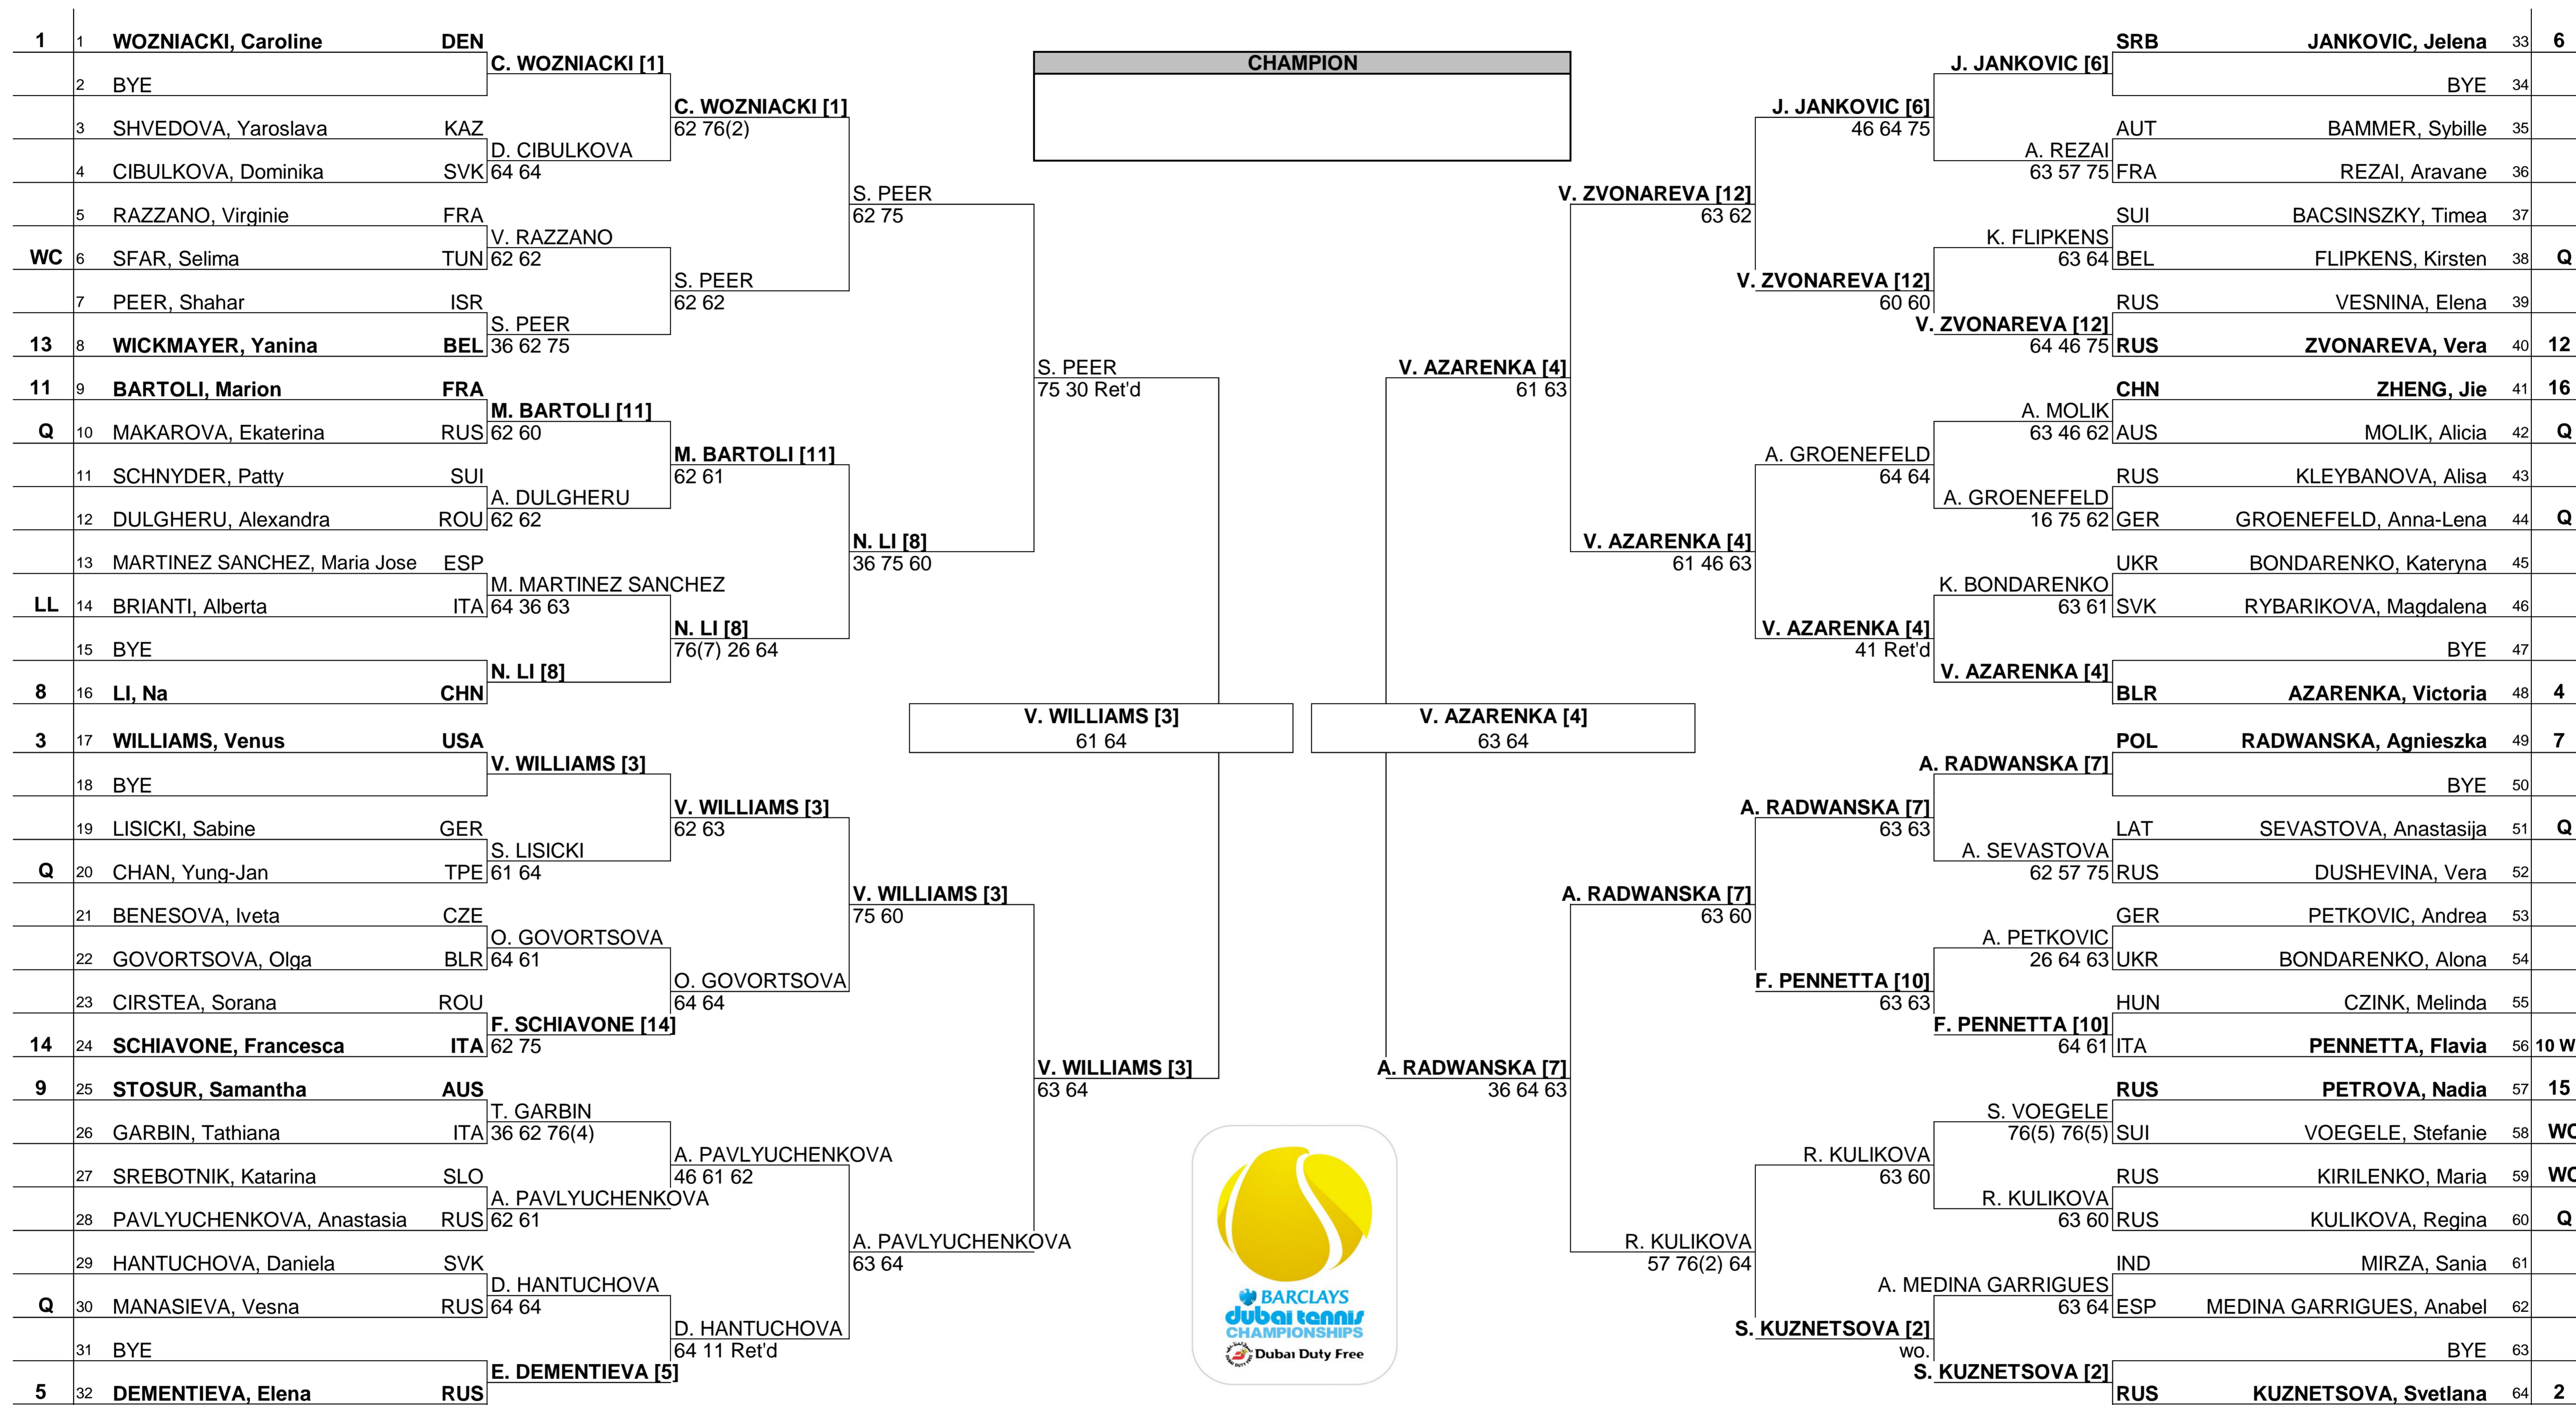 1 1 WOZNIACKI, Caroline DEN
C. WOZNIACKI [1]
2 BYE
C. WOZNIACKI [1]
62 76(2)
3 SHVEDOVA, Yaroslava KAZ
D. CIBULKOVA
4 CIBULKOVA, Dominika SVK 64 64
S. PEER
62 75
5 RAZZANO, Virginie FRA
V. RAZZANO
WC 6 SFAR, Selima TUN 62 62
S. PEER
62 62
7 PEER, Shahar ISR
S. PEER
13 8 WICKMAYER, Yanina BEL 36 62 75
S. PEER
75 30 Ret'd
11 9 BARTOLI, Marion FRA
M. BARTOLI [11]
Q 10 MAKAROVA, Ekaterina RUS 62 60
M. BARTOLI [11]
62 61
11 SCHNYDER, Patty SUI
A. DULGHERU
12 DULGHERU, Alexandra ROU 62 62
N. LI [8]
36 75 60
13 MARTINEZ SANCHEZ, Maria Jose ESP
M. MARTINEZ SANCHEZ
LL 14 BRIANTI, Alberta ITA 64 36 63
N. LI [8]
76(7) 26 64
15 BYE
N. LI [8]
8 16 LI, Na CHN
V. WILLIAMS [3]
61 64
3 17 WILLIAMS, Venus USA
V. WILLIAMS [3]
18 BYE
V. WILLIAMS [3]
62 63
19 LISICKI, Sabine GER
S. LISICKI
Q 20 CHAN, Yung-Jan TPE 61 64
V. WILLIAMS [3]
75 60
21 BENESOVA, Iveta CZE
O. GOVORTSOVA
22 GOVORTSOVA, Olga BLR 64 61
O. GOVORTSOVA
64 64
23 CIRSTEA, Sorana ROU
F. SCHIAVONE [14]
14 24 SCHIAVONE, Francesca ITA 62 75
V. WILLIAMS [3]
63 64
9 25 STOSUR, Samantha AUS
T. GARBIN
26 GARBIN, Tathiana ITA 36 62 76(4)
A. PAVLYUCHENKOVA
46 61 62
27 SREBOTNIK, Katarina SLO
A. PAVLYUCHENKOVA
28 PAVLYUCHENKOVA, Anastasia RUS 62 61
A. PAVLYUCHENKOVA
63 64
29 HANTUCHOVA, Daniela SVK
D. HANTUCHOVA
Q 30 MANASIEVA, Vesna RUS 64 64
D. HANTUCHOVA
64 11 Ret'd
31 BYE
E. DEMENTIEVA [5]
5 32 DEMENTIEVA, Elena RUS
CHAMPION
BARCLAYS
dubai tennis
CHAMPIONSHIPS
DUBAI DUTY FREE
Dubai Duty Free
SRB JANKOVIC, Jelena 33 6
J. JANKOVIC [6]
BYE 34
J. JANKOVIC [6]
46 64 75
AUT BAMMER, Sybille 35
A. REZAI
63 57 75 FRA REZAI, Aravane 36
V. ZVONAREVA [12]
63 62
SUI BACSINSZKY, Timea 37
K. FLIPKENS
63 64 BEL FLIPKENS, Kirsten 38 Q
V. ZVONAREVA [12]
60 60
RUS VESNINA, Elena 39
V. ZVONAREVA [12]
64 46 75 RUS ZVONAREVA, Vera 40 12
V. AZARENKA [4]
61 63
CHN ZHENG, Jie 41 16
A. MOLIK
63 46 62 AUS MOLIK, Alicia 42 Q
A. GROENEFELD
64 64
RUS KLEYBANOVA, Alisa 43
A. GROENEFELD
16 75 62 GER GROENEFELD, Anna-Lena 44 Q
V. AZARENKA [4]
61 46 63
UKR BONDARENKO, Kateryna 45
K. BONDARENKO
63 61 SVK RYBARIKOVA, Magdalena 46
V. AZARENKA [4]
41 Ret'd
BYE 47
V. AZARENKA [4]
BLR AZARENKA, Victoria 48 4
V. AZARENKA [4]
63 64
POL RADWANSKA, Agnieszka 49 7
A. RADWANSKA [7]
BYE 50
A. RADWANSKA [7]
63 63
LAT SEVASTOVA, Anastasija 51 Q
A. SEVASTOVA
62 57 75 RUS DUSHEVINA, Vera 52
A. RADWANSKA [7]
63 60
GER PETKOVIC, Andrea 53
A. PETKOVIC
26 64 63 UKR BONDARENKO, Alona 54
F. PENNETTA [10]
63 63
HUN CZINK, Melinda 55
F. PENNETTA [10]
64 61 ITA PENNETTA, Flavia 56 10 W
A. RADWANSKA [7]
36 64 63
RUS PETROVA, Nadia 57 15
S. VOEGELE
76(5) 76(5) SUI VOEGELE, Stefanie 58 WC
R. KULIKOVA
63 60
RUS KIRILENKO, Maria 59 WC
R. KULIKOVA
63 60 RUS KULIKOVA, Regina 60 Q
R. KULIKOVA
57 76(2) 64
IND MIRZA, Sania 61
A. MEDINA GARRIGUES
63 64 ESP MEDINA GARRIGUES, Anabel 62
S. KUZNETSOVA [2]
wo.
BYE 63
S. KUZNETSOVA [2]
RUS KUZNETSOVA, Svetlana 64 2